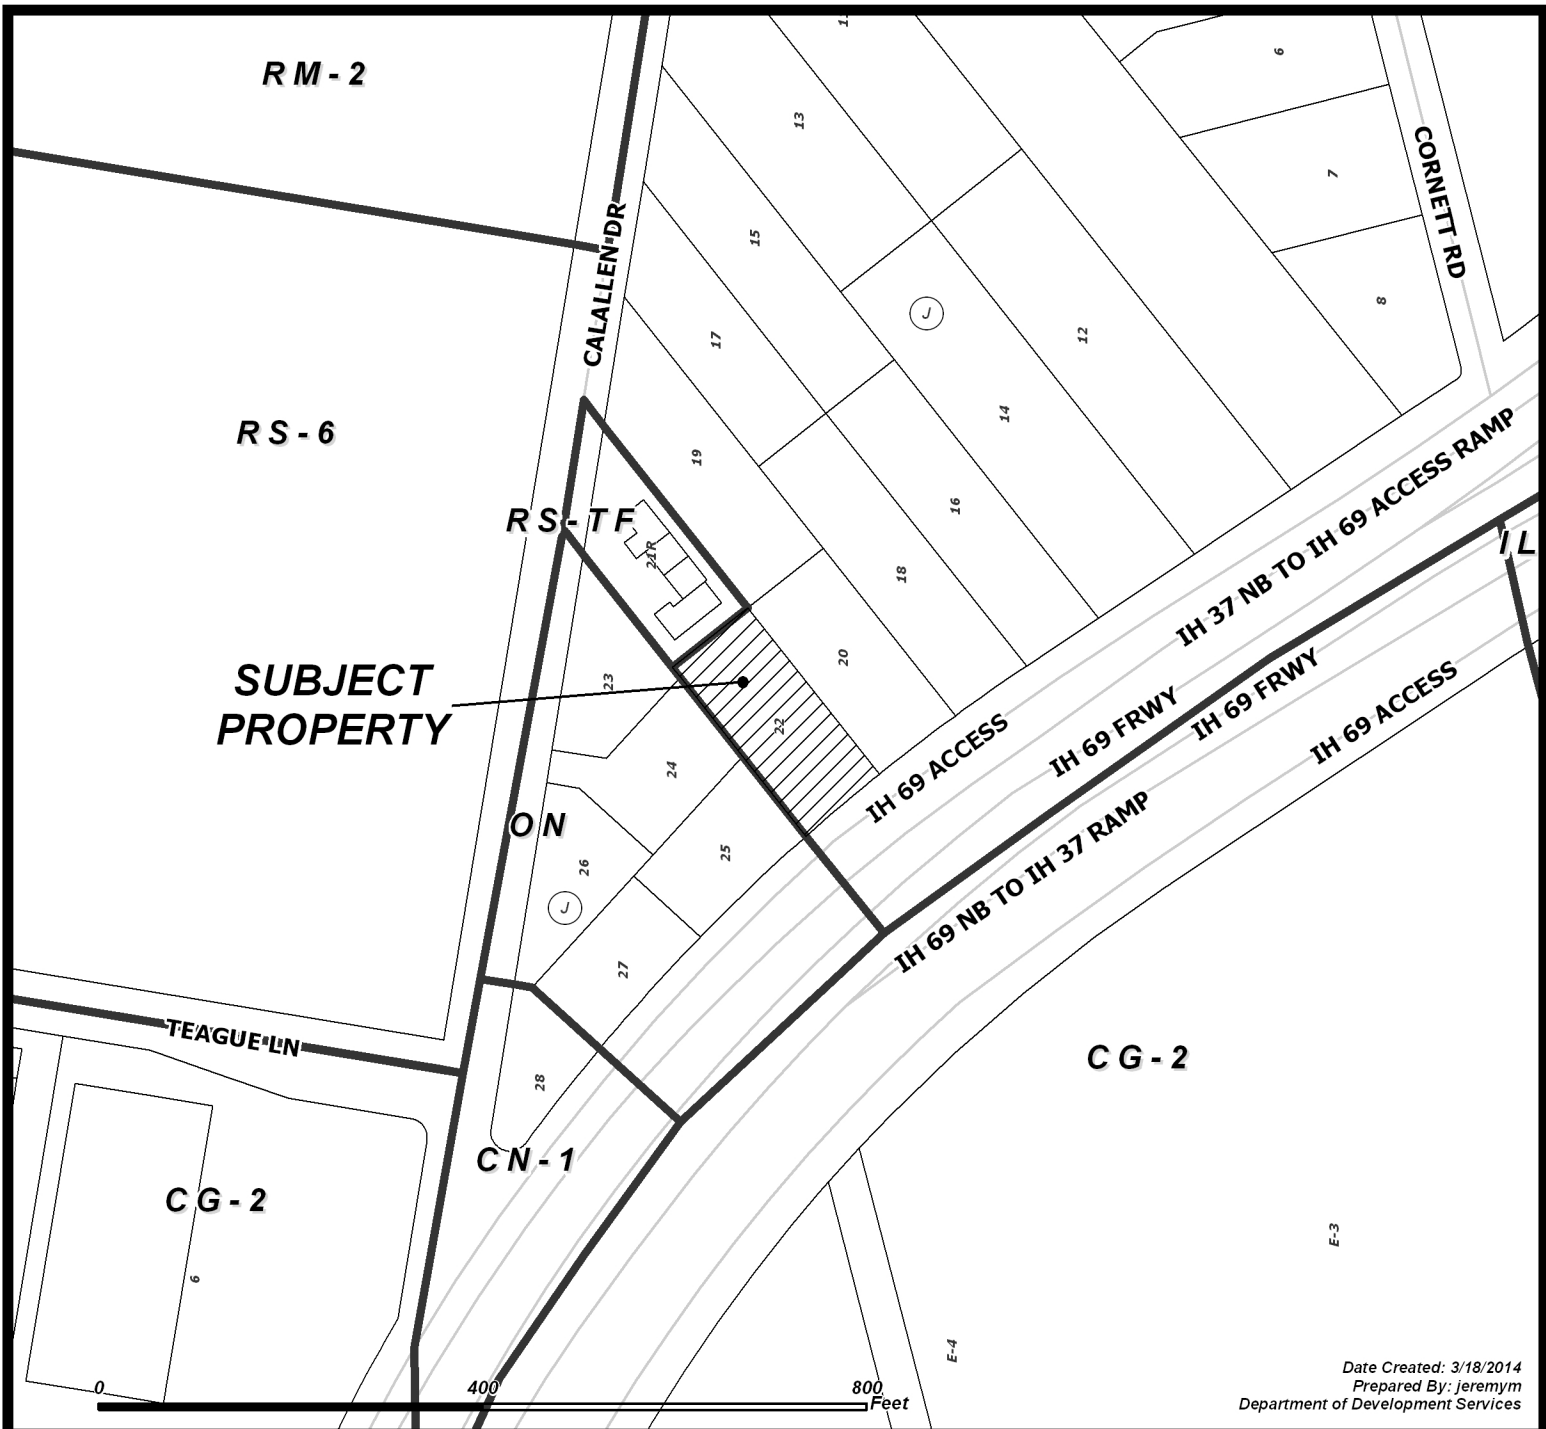 RM-2
13
6
7
CORNETT RD
CALALLEN DR
15
8
J
17
12
RS-6
14
19
16
IH 37 NB TO IH 69 ACCESS RAMP
RS-TF
21R
IL
18
20
SUBJECT
PROPERTY
23
22
24
IH 69 ACCESS
IH 69 FRWY
IH 69 FRWY
IH 69 ACCESS
ON
25
26
J
IH 69 NB TO IH 37 RAMP
27
TEAGUE LN
28
CG-2
CN-1
CG-2
6
E-3
E-4
0
400
800
Feet
Date Created: 3/18/2014
Prepared By: jeremym
Department of Development Services